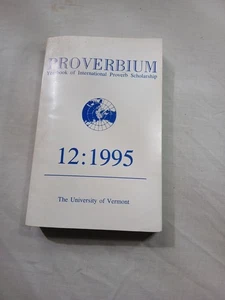 PROVERBIUM
Yearbook of International Proverb Scholarship
12:1995
The University of Vermont